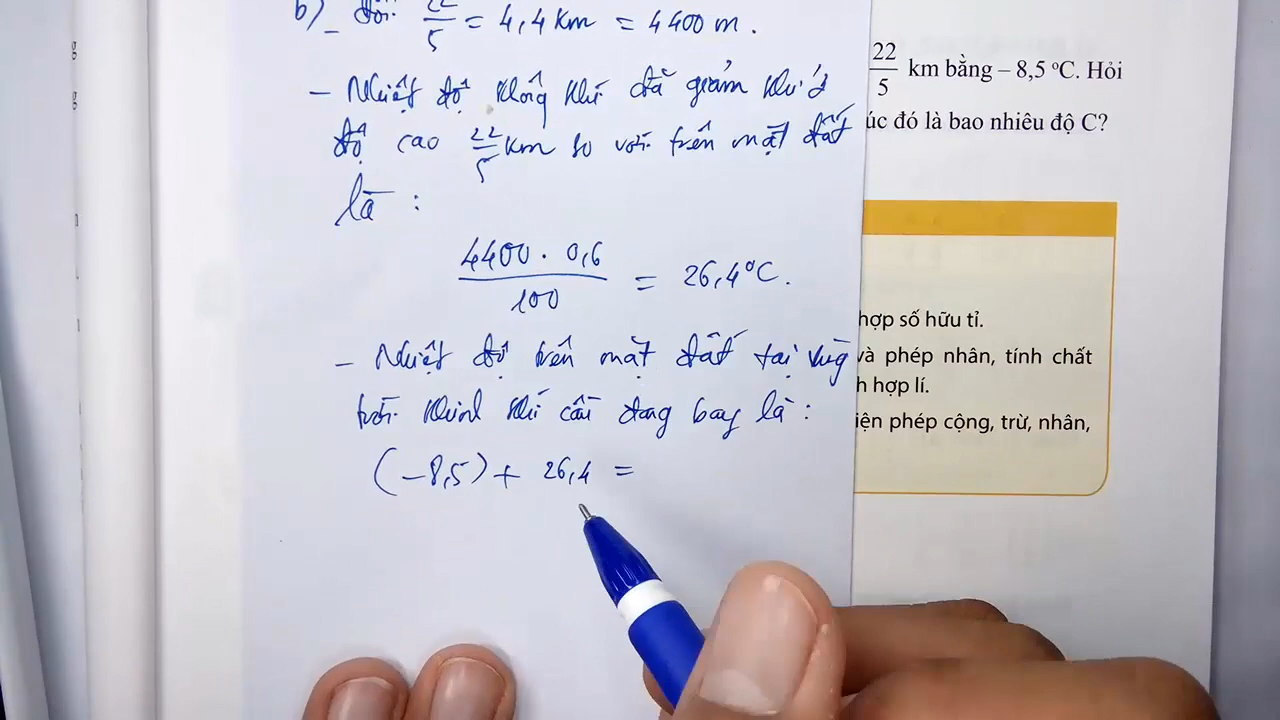 b) - Đổi 22/5 = 4,4 Km = 4400 m.
- Nhiệt độ không khí đã giảm khi ở
độ cao 22/5 Km so với trên mặt đất
là :
4400 . 0,6 / 100 = 26,4°C.
- Nhiệt độ trên mặt đất tại vùng
trời khinh khí cầu đang bay là :
(-8,5) + 26,4 =
22/5 km bằng – 8,5 °C. Hỏi
úc đó là bao nhiêu độ C?
hợp số hữu tỉ.
và phép nhân, tính chất
h hợp lí.
iện phép cộng, trừ, nhân,